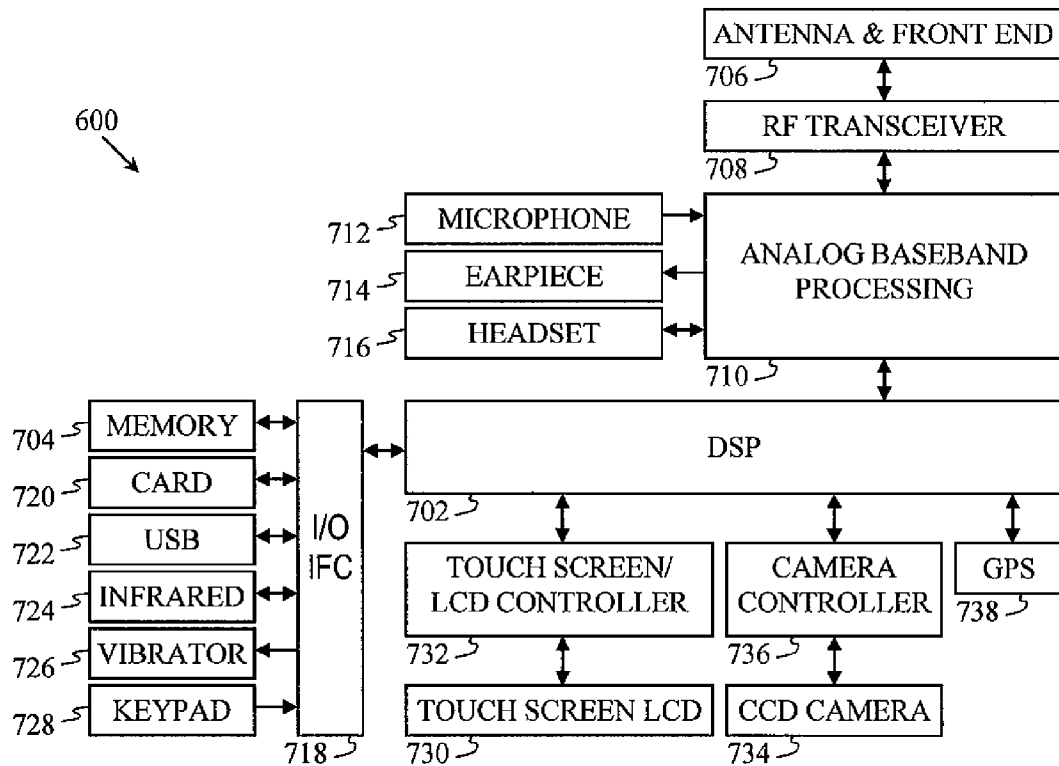 ANTENNA & FRONT END
706
600
RF TRANSCEIVER
708
712
MICROPHONE
714
EARPIECE
716
HEADSET
ANALOG BASEBAND
PROCESSING
710
704
MEMORY
720
CARD
722
USB
724
INFRARED
726
VIBRATOR
728
KEYPAD
I/O
IFC
718
DSP
702
TOUCH SCREEN/
LCD CONTROLLER
732
TOUCH SCREEN LCD
730
CAMERA
CONTROLLER
736
CCD CAMERA
734
GPS
738